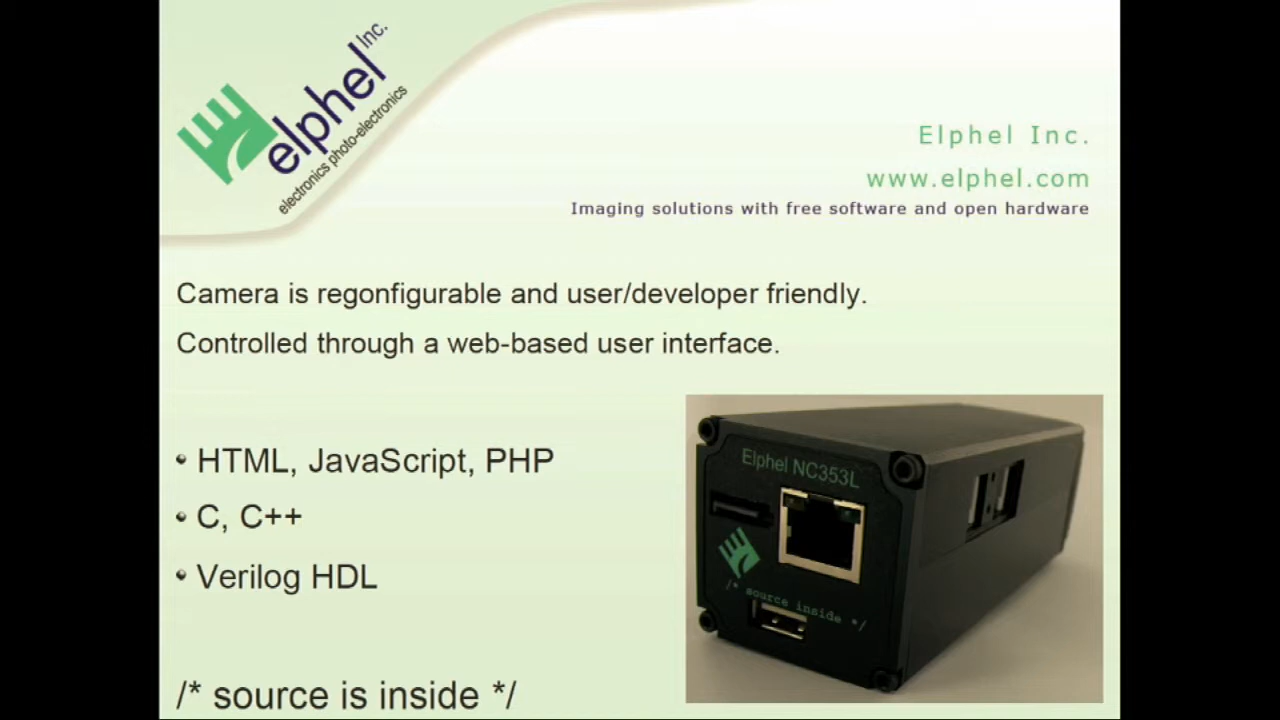 elphel Inc.
electronics photo-electronics
Elphel Inc.
www.elphel.com
Imaging solutions with free software and open hardware
Camera is regonfigurable and user/developer friendly.
Controlled through a web-based user interface.
• HTML, JavaScript, PHP
• C, C++
• Verilog HDL
/* source is inside */
Elphel NC353L
/* source inside */